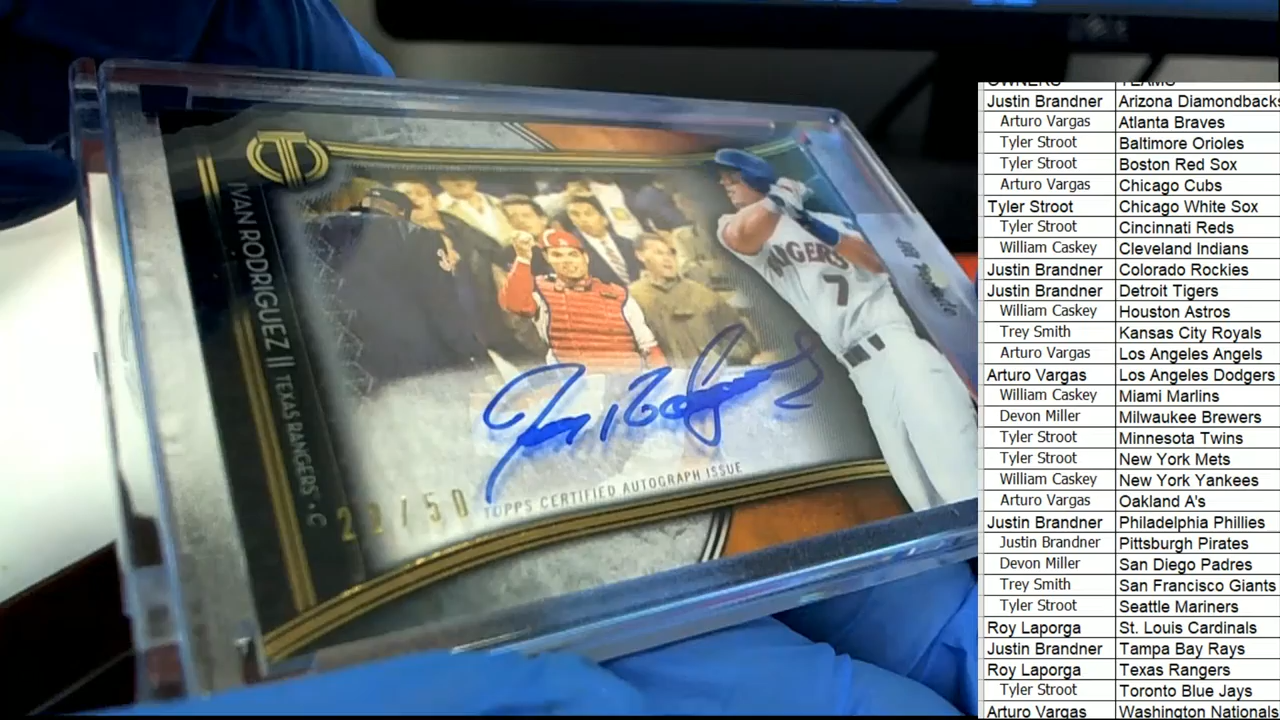 IVAN RODRIGUEZ || TEXAS RANGERS • C
RANGERS
7
/50
TOPPS CERTIFIED AUTOGRAPH ISSUE
OWNERS TEAMS
Justin Brandner Arizona Diamondbacks
Arturo Vargas Atlanta Braves
Tyler Stroot Baltimore Orioles
Tyler Stroot Boston Red Sox
Arturo Vargas Chicago Cubs
Tyler Stroot Chicago White Sox
Tyler Stroot Cincinnati Reds
William Caskey Cleveland Indians
Justin Brandner Colorado Rockies
Justin Brandner Detroit Tigers
William Caskey Houston Astros
Trey Smith Kansas City Royals
Arturo Vargas Los Angeles Angels
Arturo Vargas Los Angeles Dodgers
William Caskey Miami Marlins
Devon Miller Milwaukee Brewers
Tyler Stroot Minnesota Twins
Tyler Stroot New York Mets
William Caskey New York Yankees
Arturo Vargas Oakland A's
Justin Brandner Philadelphia Phillies
Justin Brandner Pittsburgh Pirates
Devon Miller San Diego Padres
Trey Smith San Francisco Giants
Tyler Stroot Seattle Mariners
Roy Laporga St. Louis Cardinals
Justin Brandner Tampa Bay Rays
Roy Laporga Texas Rangers
Tyler Stroot Toronto Blue Jays
Arturo Vargas Washington Nationals